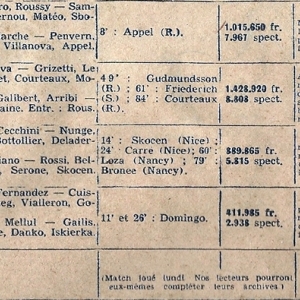 ro, Roussy — Sam-
ernou, Matéo, Sbo-
arche — Penvern, 8' : Appel (R.). 1.015.650 fr.
Villanova, Appel. 7.967 spect.
va — Grizetti, Le
et, Courteaux, Mo- 49' : Gudmundsson
(R.) ; 61' : Friederich 1.428.920 fr.
Galibert, Arribi — (S.) ; 84' : Courteaux 8.808 spect.
aine. Entr. : Rous. (R.).
Cecchini — Nunge,
Bottollier, Delader- 14' : Skocen (Nice) ;
24' : Carre (Nice) ; 60' : 889.865 fr.
iano — Rossi, Bel- Loza (Nancy) ; 79' : 5.815 spect.
, Serone, Skocen. Bronee (Nancy).
Fernandez — Cuis-
eg, Vialleron, Go- 411.985 fr.
11' et 26' : Domingo. 2.938 spect.
Mellul — Gailis,
e, Danko, Iskierka.
(Match joué lundi. Nos lecteurs pourront
eux-mêmes compléter leurs archives.)